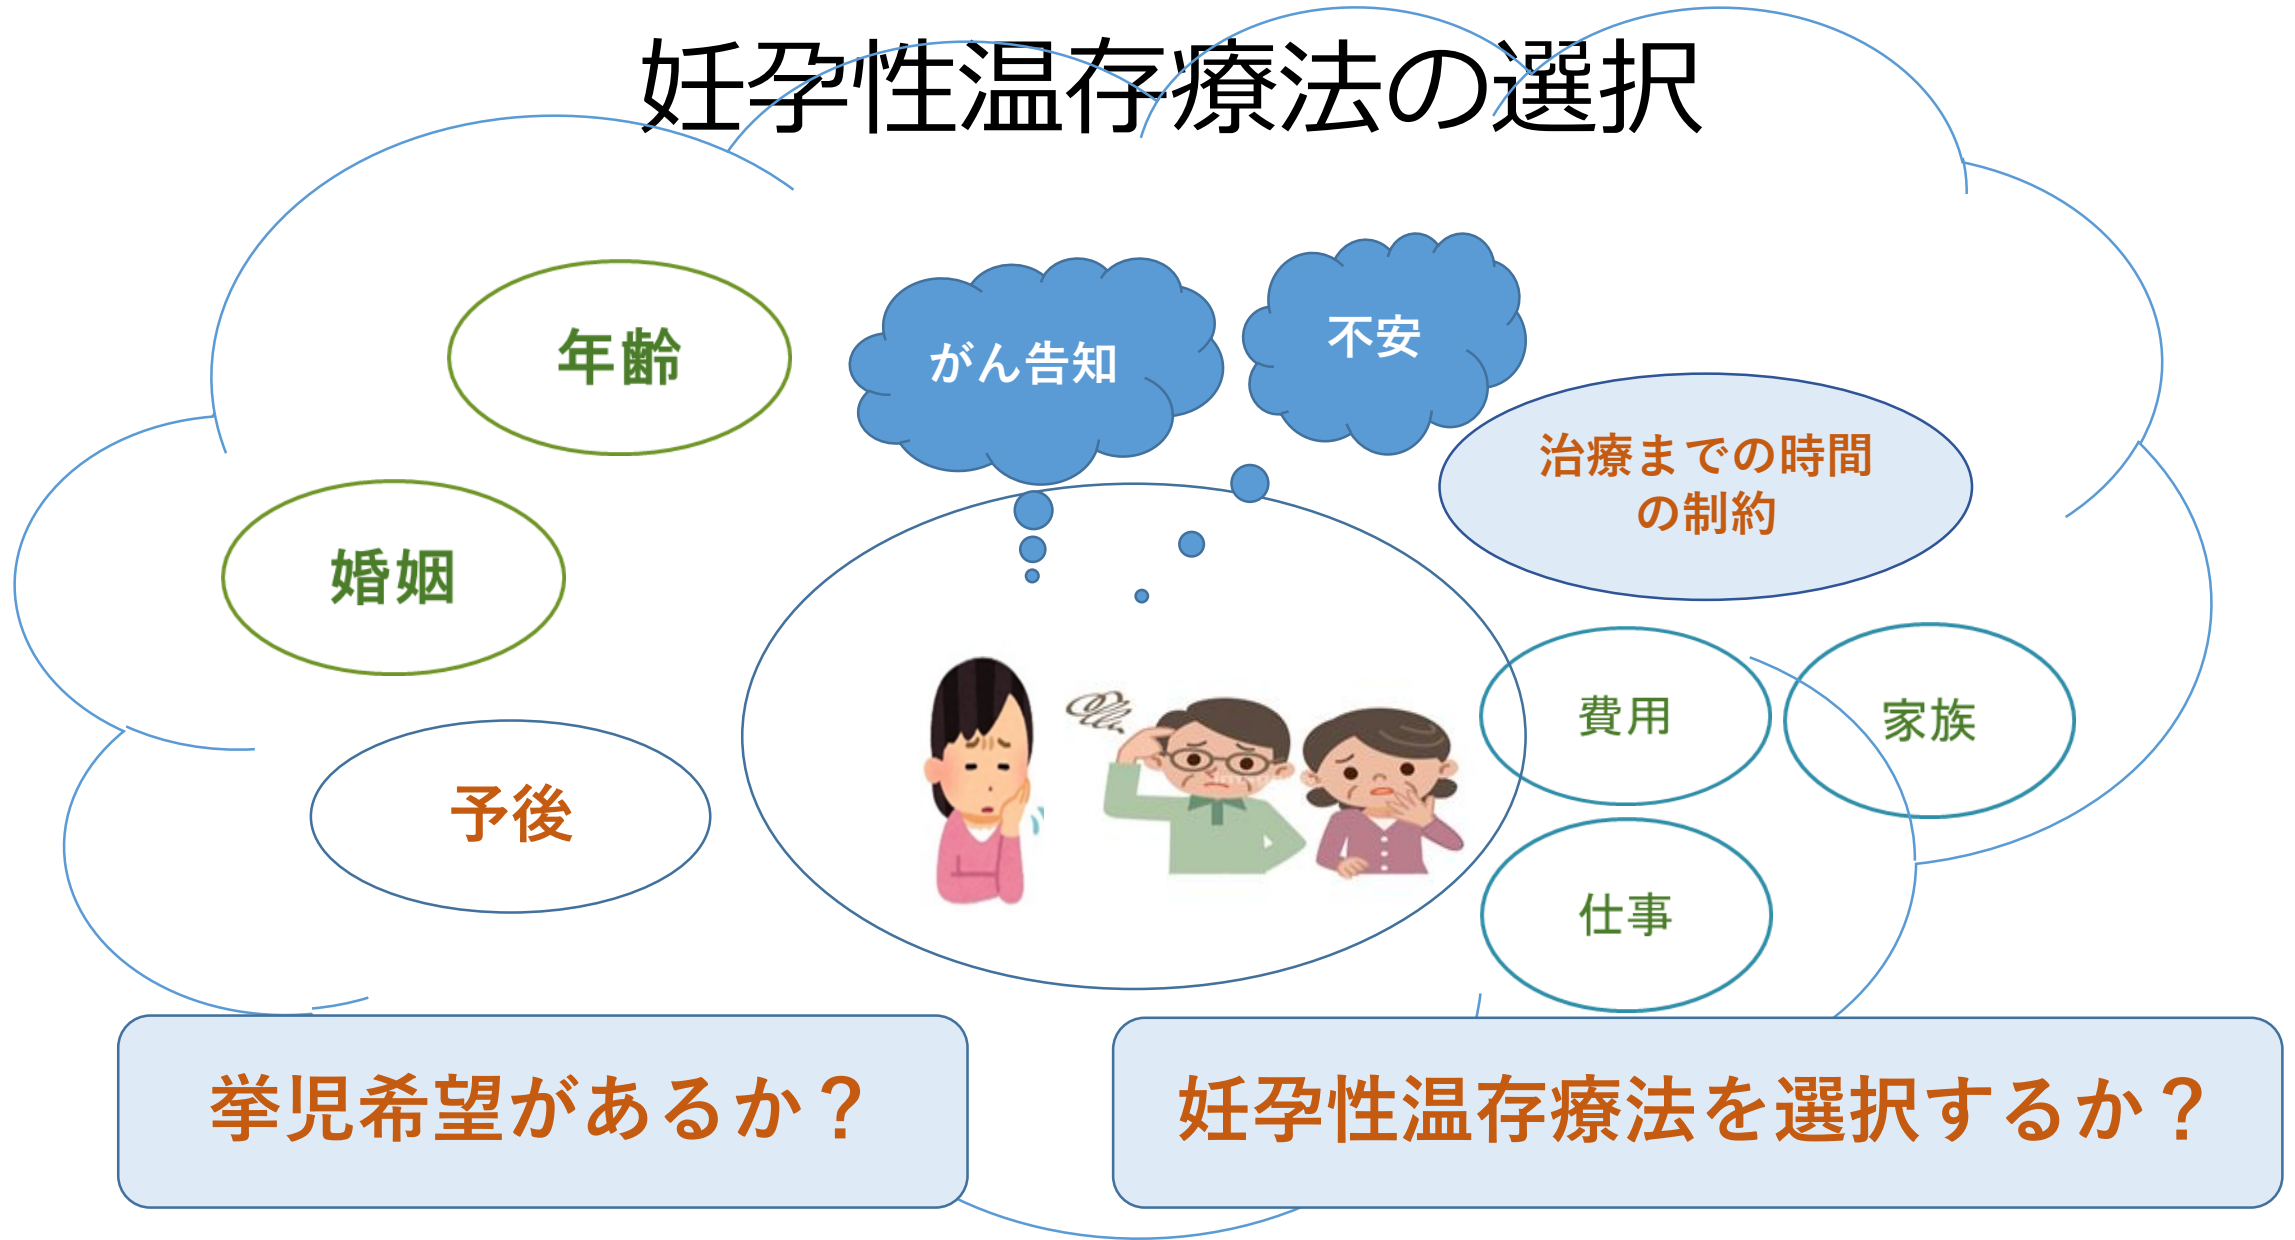 妊孕性温存療法の選択
年齢
がん告知
不安
治療までの時間
の制約
婚姻
費用
家族
予後
仕事
挙児希望があるか？
妊孕性温存療法を選択するか？